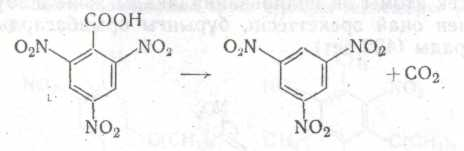 COOH
O₂N NO₂ O₂N NO₂
⟶ + CO₂
NO₂ NO₂